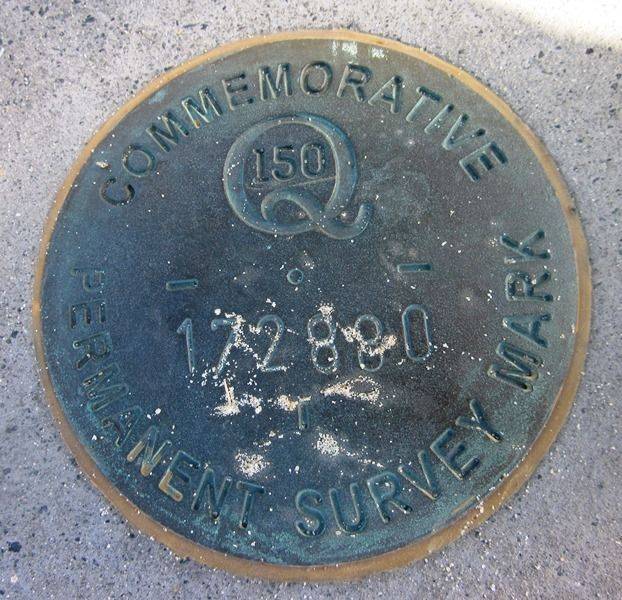 COMMEMORATIVE
Q
150
172880
PERMANENT SURVEY MARK